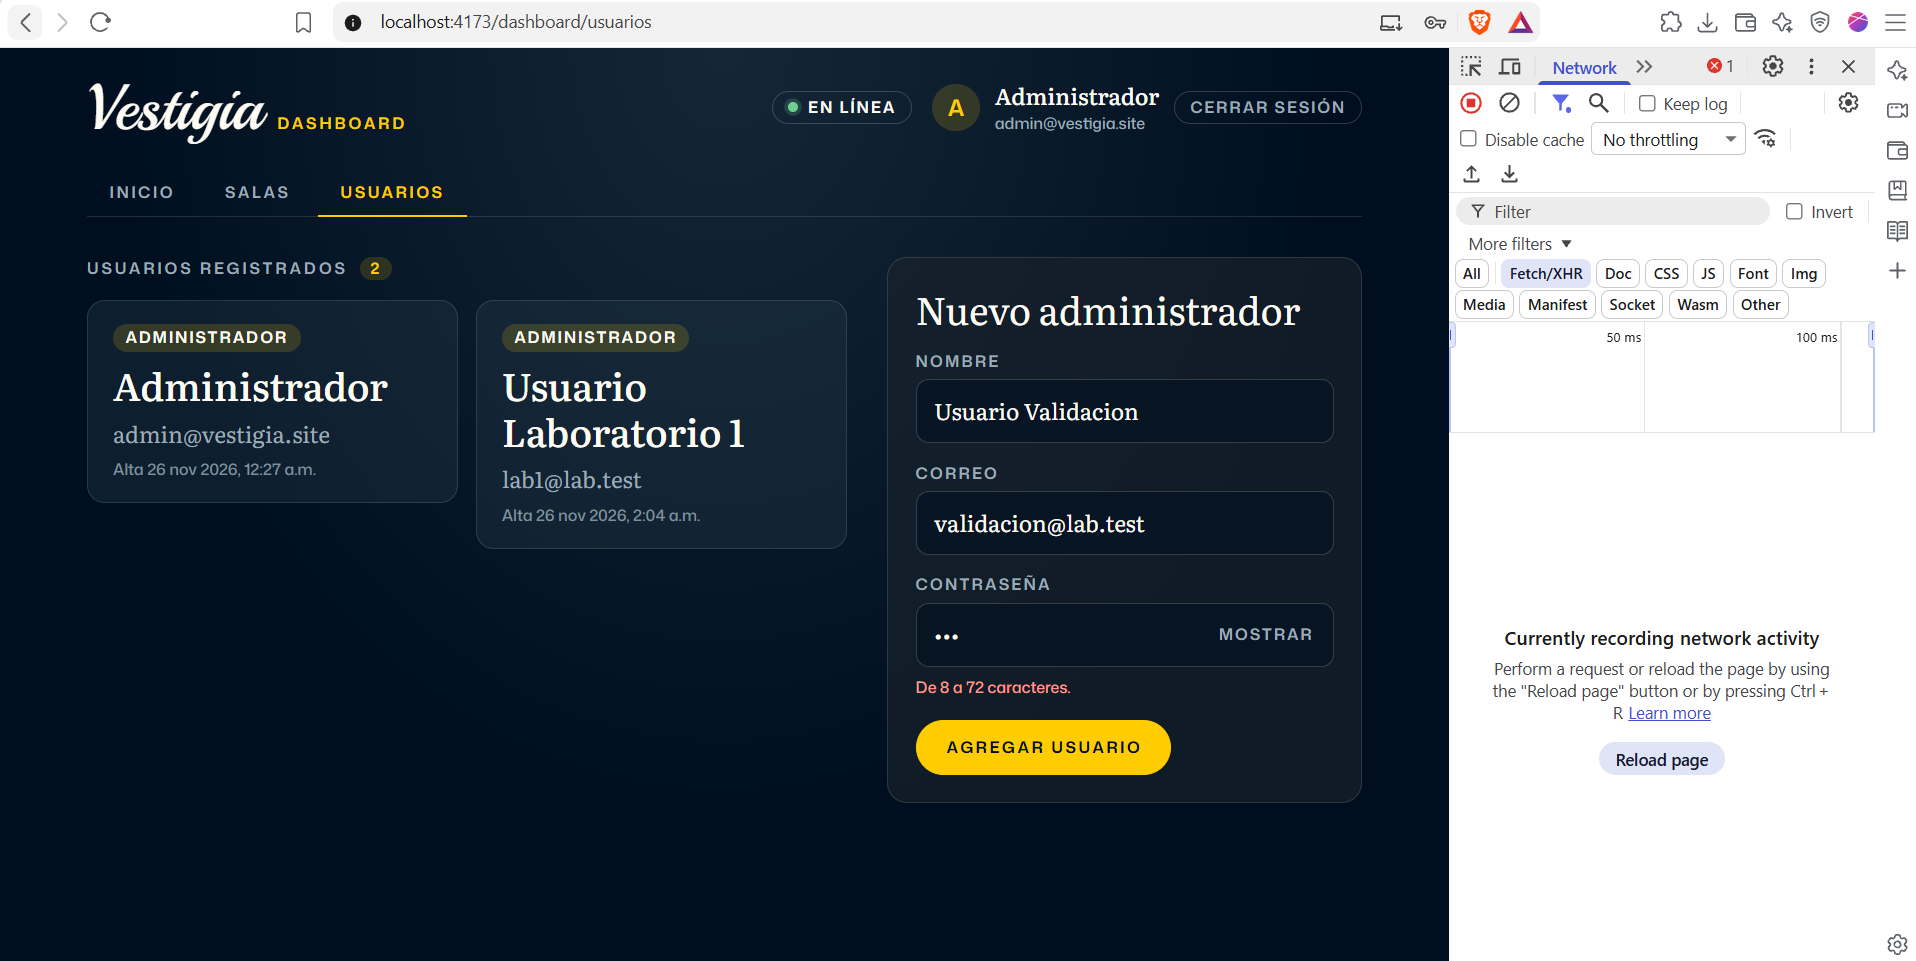 localhost:4173/dashboard/usuarios
Vestigia DASHBOARD
EN LÍNEA
A
Administrador
admin@vestigia.site
CERRAR SESIÓN
INICIO
SALAS
USUARIOS
USUARIOS REGISTRADOS 2
ADMINISTRADOR
Administrador
admin@vestigia.site
Alta 26 nov 2026, 12:27 a.m.
ADMINISTRADOR
Usuario
Laboratorio 1
lab1@lab.test
Alta 26 nov 2026, 2:04 a.m.
Nuevo administrador
NOMBRE
Usuario Validacion
CORREO
validacion@lab.test
CONTRASEÑA
••• MOSTRAR
De 8 a 72 caracteres.
AGREGAR USUARIO
Network
1
Keep log
Disable cache
No throttling
Filter
Invert
More filters
All
Fetch/XHR
Doc
CSS
JS
Font
Img
Media
Manifest
Socket
Wasm
Other
50 ms
100 ms
Currently recording network activity
Perform a request or reload the page by using
the "Reload page" button or by pressing Ctrl +
R Learn more
Reload page